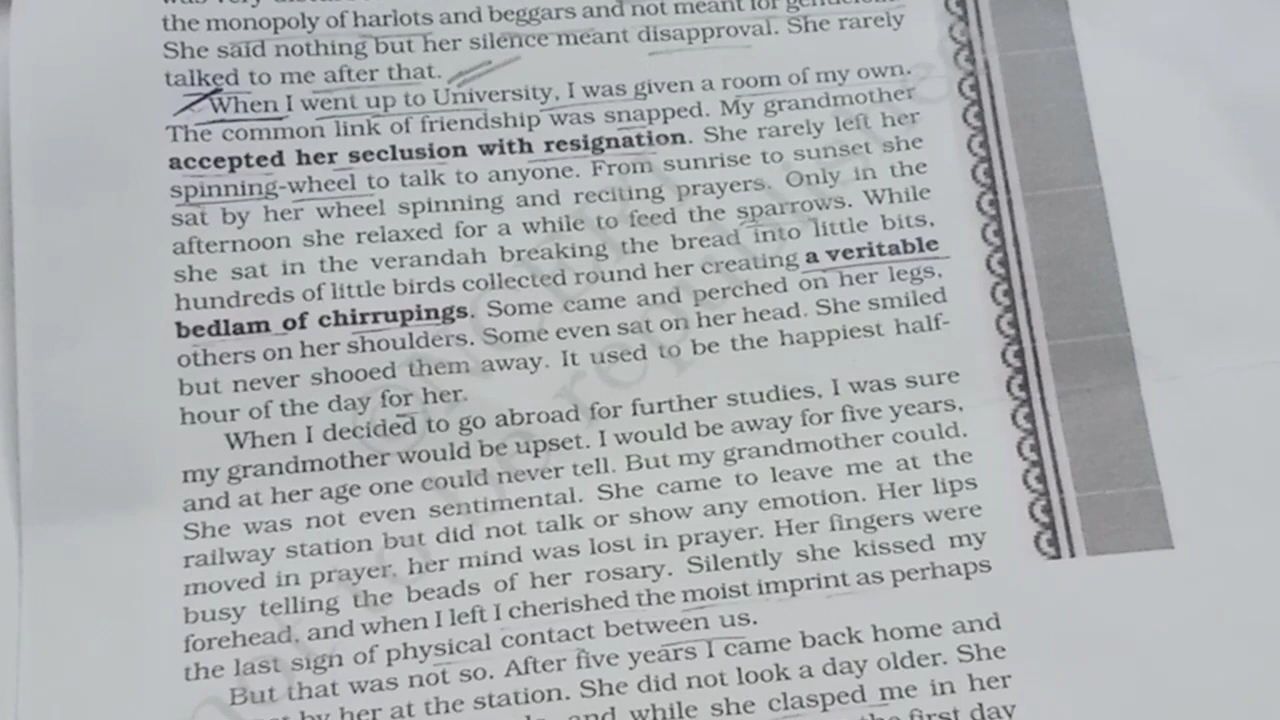 the monopoly of harlots and beggars and not meant for
She said nothing but her silence meant disapproval. She rarely
talked to me after that.
When I went up to University, I was given a room of my own.
The common link of friendship was snapped. My grandmother
accepted her seclusion with resignation. She rarely left her
spinning-wheel to talk to anyone. From sunrise to sunset she
sat by her wheel spinning and reciting prayers. Only in the
afternoon she relaxed for a while to feed the sparrows. While
she sat in the verandah breaking the bread into little bits,
hundreds of little birds collected round her creating a veritable
bedlam of chirrupings. Some came and perched on her legs,
others on her shoulders. Some even sat on her head. She smiled
but never shooed them away. It used to be the happiest half-
hour of the day for her.
When I decided to go abroad for further studies, I was sure
my grandmother would be upset. I would be away for five years,
and at her age one could never tell. But my grandmother could.
She was not even sentimental. She came to leave me at the
railway station but did not talk or show any emotion. Her lips
moved in prayer, her mind was lost in prayer. Her fingers were
busy telling the beads of her rosary. Silently she kissed my
forehead, and when I left I cherished the moist imprint as perhaps
the last sign of physical contact between us.
But that was not so. After five years I came back home and
by her at the station. She did not look a day older. She
and while she clasped me in her
first day